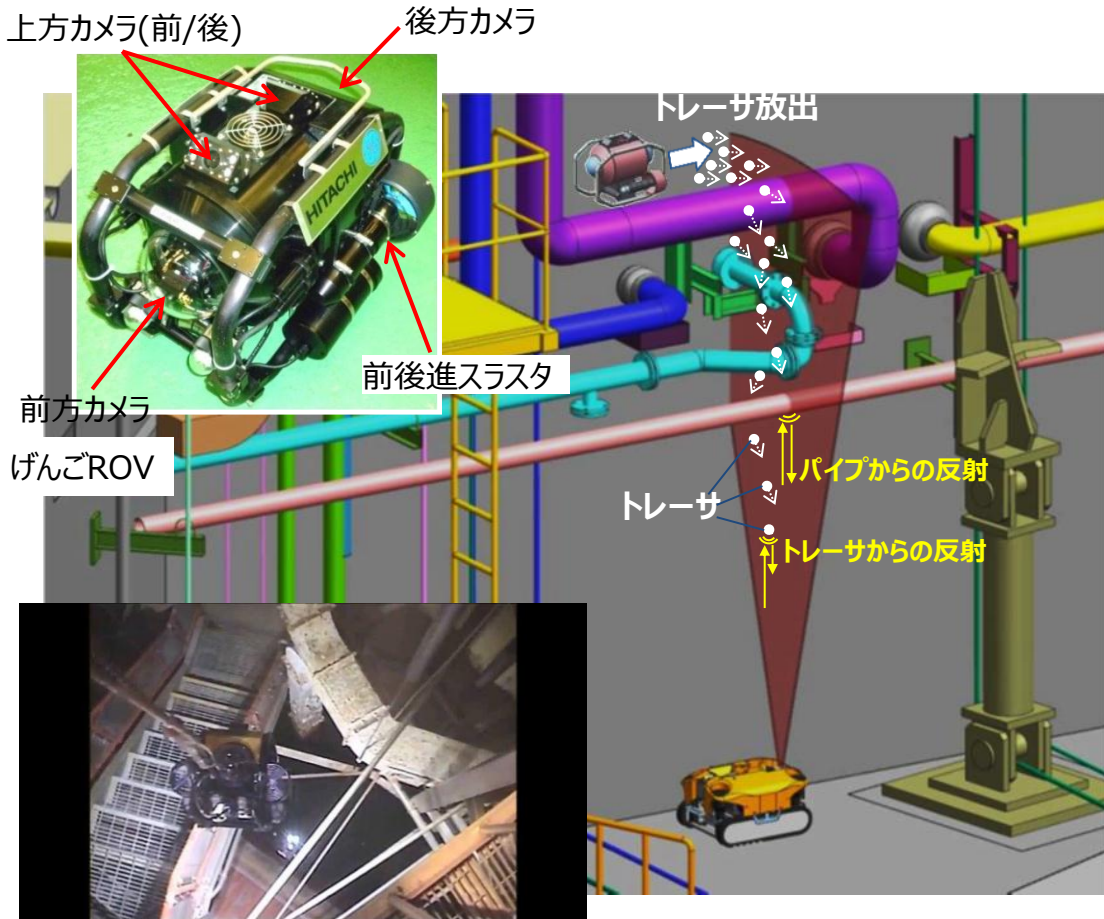 上方カメラ(前/後)
後方カメラ
トレーサ放出
HITACHI
前後進スラスタ
前方カメラ
げんごROV
パイプからの反射
トレーサ
トレーサからの反射